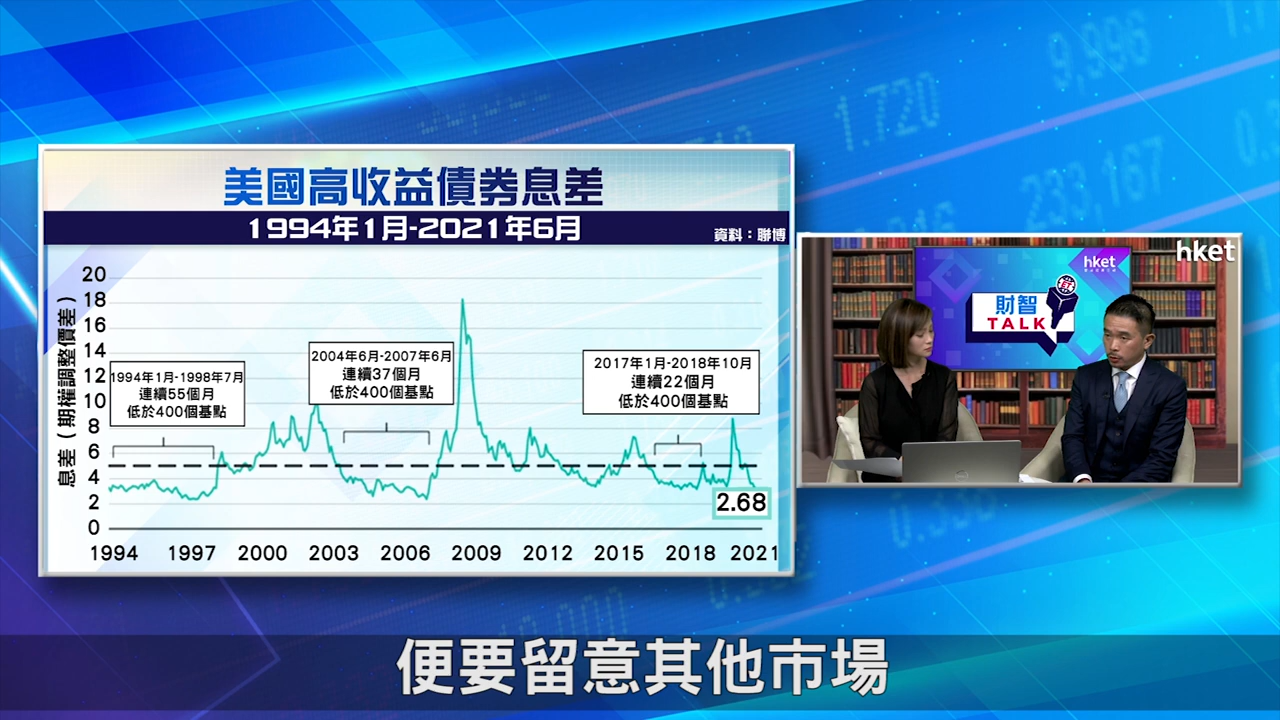 美國高收益債券息差
1994年1月-2021年6月
資料：聯博
息差（期權調整價差）
20
18
16
14
12
10
8
6
4
2
0
1994年1月-1998年7月
連續55個月
低於400個基點
2004年6月-2007年6月
連續37個月
低於400個基點
2017年1月-2018年10月
連續22個月
低於400個基點
2.68
1994 1997 2000 2003 2006 2009 2012 2015 2018 2021
hket
hket
財智
TALK
9,996
1.720
233,167
便要留意其他市場